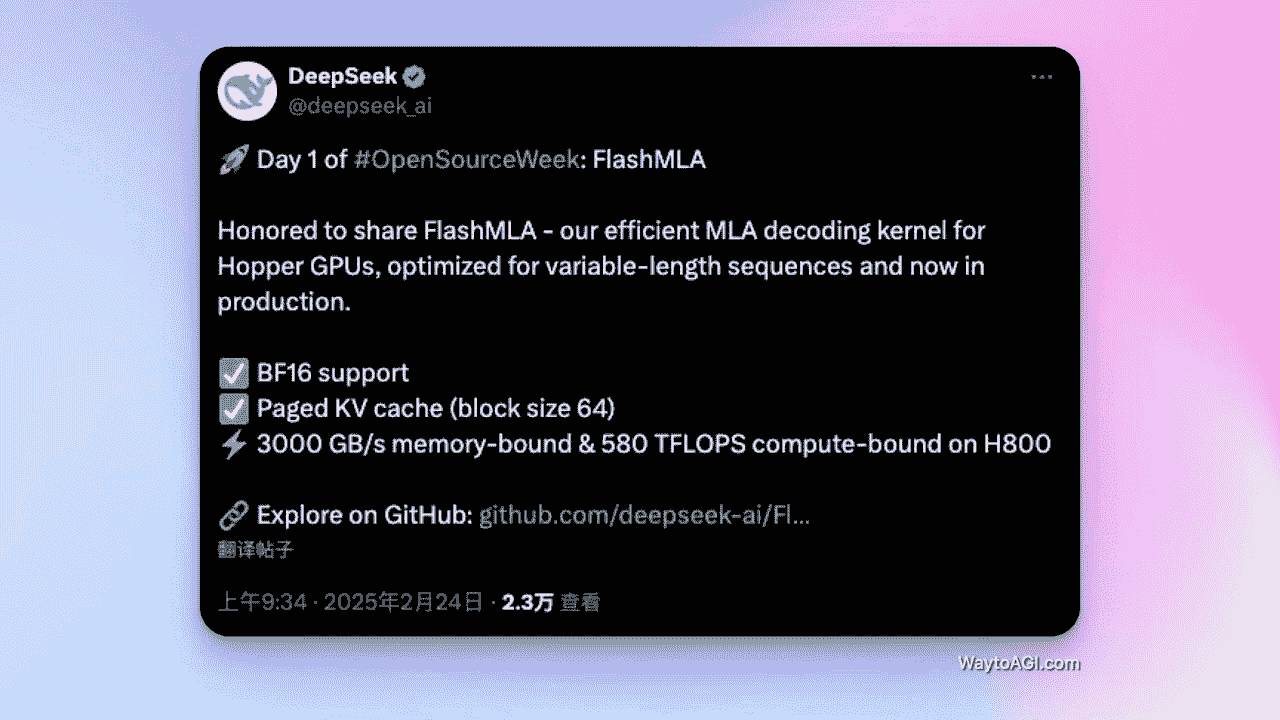 DeepSeek
@deepseek_ai
🚀 Day 1 of #OpenSourceWeek: FlashMLA
Honored to share FlashMLA - our efficient MLA decoding kernel for
Hopper GPUs, optimized for variable-length sequences and now in
production.
✅ BF16 support
✅ Paged KV cache (block size 64)
⚡ 3000 GB/s memory-bound & 580 TFLOPS compute-bound on H800
🔗 Explore on GitHub: github.com/deepseek-ai/Fl...
翻译帖子
上午9:34 · 2025年2月24日 · 2.3万 查看
WaytoAGI.com